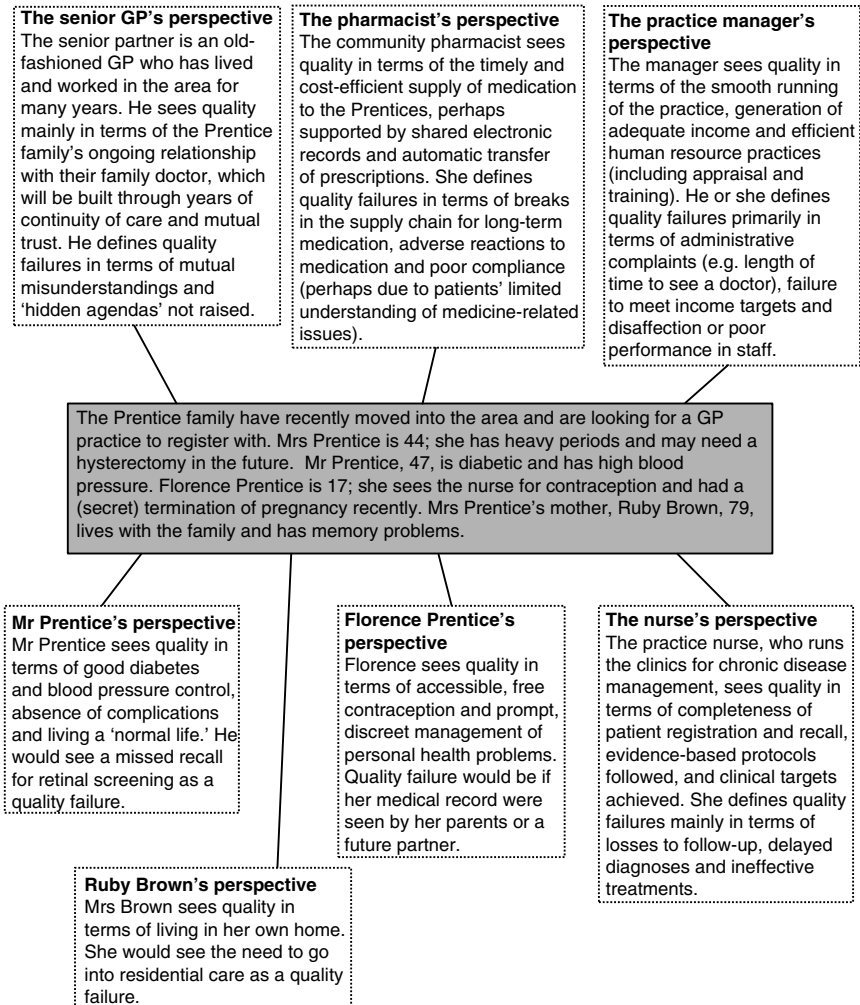 The senior GP's perspective
The senior partner is an old-
fashioned GP who has lived
and worked in the area for
many years. He sees quality
mainly in terms of the Prentice
family's ongoing relationship
with their family doctor, which
will be built through years of
continuity of care and mutual
trust. He defines quality
failures in terms of mutual
misunderstandings and
'hidden agendas' not raised.
The pharmacist's perspective
The community pharmacist sees
quality in terms of the timely and
cost-efficient supply of medication
to the Prentices, perhaps
supported by shared electronic
records and automatic transfer
of prescriptions. She defines
quality failures in terms of breaks
in the supply chain for long-term
medication, adverse reactions to
medication and poor compliance
(perhaps due to patients' limited
understanding of medicine-related
issues).
The practice manager's
perspective
The manager sees quality in
terms of the smooth running
of the practice, generation of
adequate income and efficient
human resource practices
(including appraisal and
training). He or she defines
quality failures primarily in
terms of administrative
complaints (e.g. length of
time to see a doctor), failure
to meet income targets and
disaffection or poor
performance in staff.
The Prentice family have recently moved into the area and are looking for a GP
practice to register with. Mrs Prentice is 44; she has heavy periods and may need a
hysterectomy in the future. Mr Prentice, 47, is diabetic and has high blood
pressure. Florence Prentice is 17; she sees the nurse for contraception and had a
(secret) termination of pregnancy recently. Mrs Prentice's mother, Ruby Brown, 79,
lives with the family and has memory problems.
Mr Prentice's perspective
Mr Prentice sees quality in
terms of good diabetes
and blood pressure control,
absence of complications
and living a 'normal life.' He
would see a missed recall
for retinal screening as a
quality failure.
Florence Prentice's
perspective
Florence sees quality in
terms of accessible, free
contraception and prompt,
discreet management of
personal health problems.
Quality failure would be if
her medical record were
seen by her parents or a
future partner.
The nurse's perspective
The practice nurse, who runs
the clinics for chronic disease
management, sees quality in
terms of completeness of
patient registration and recall,
evidence-based protocols
followed, and clinical targets
achieved. She defines quality
failures mainly in terms of
losses to follow-up, delayed
diagnoses and ineffective
treatments.
Ruby Brown's perspective
Mrs Brown sees quality in
terms of living in her own home.
She would see the need to go
into residential care as a quality
failure.